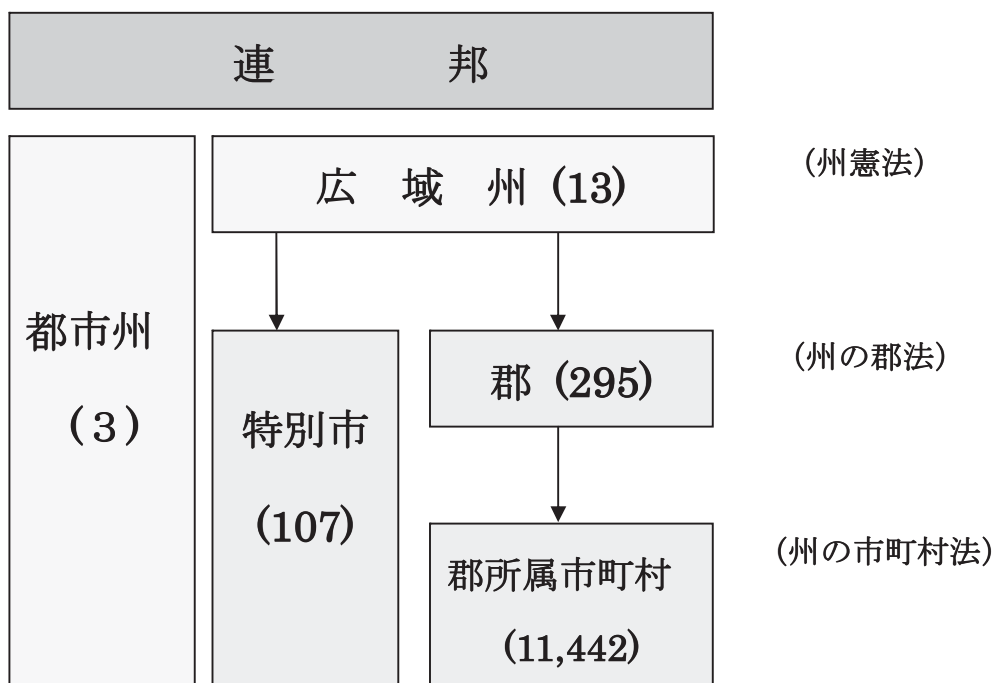 連邦
広域州 (13)
(州憲法)
都市州
(3)
特別市
(107)
郡 (295)
(州の郡法)
郡所属市町村
(11,442)
(州の市町村法)